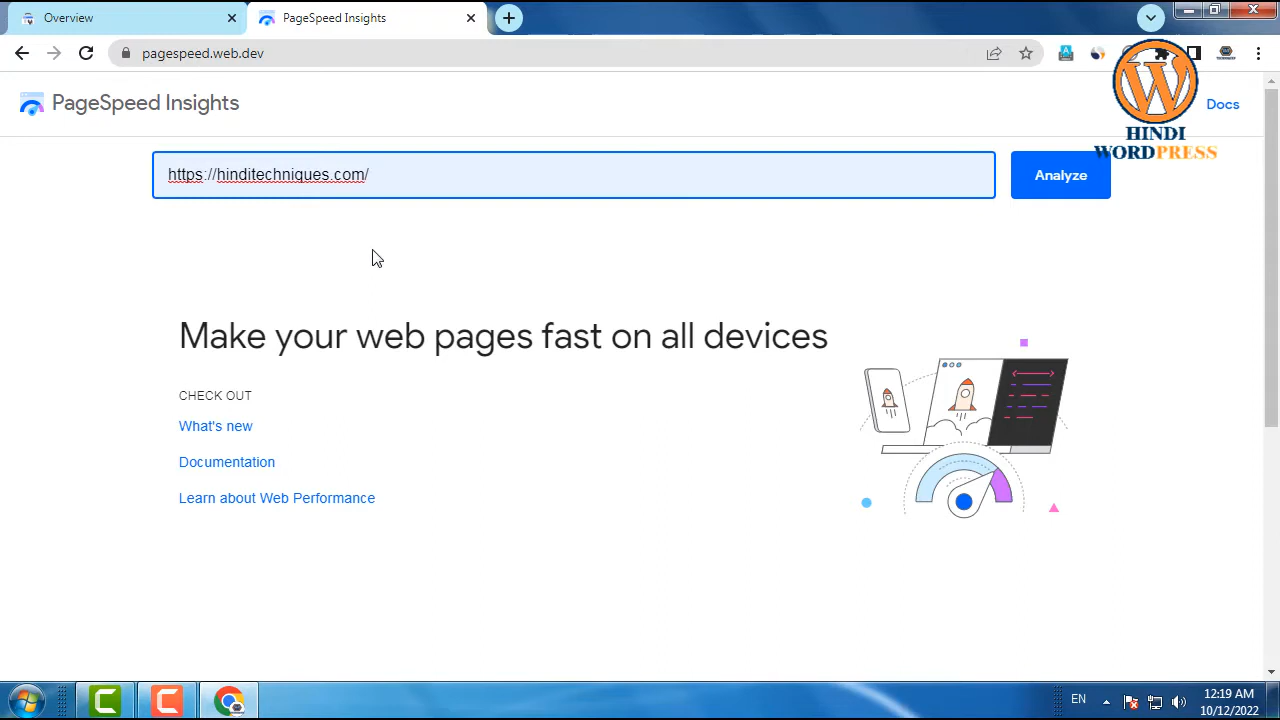 Overview
PageSpeed Insights
pagespeed.web.dev
PageSpeed Insights
Docs
HINDI
WORDPRESS
https://hinditechniques.com/
Analyze
Make your web pages fast on all devices
CHECK OUT
What's new
Documentation
Learn about Web Performance
EN
12:19 AM
10/12/2022